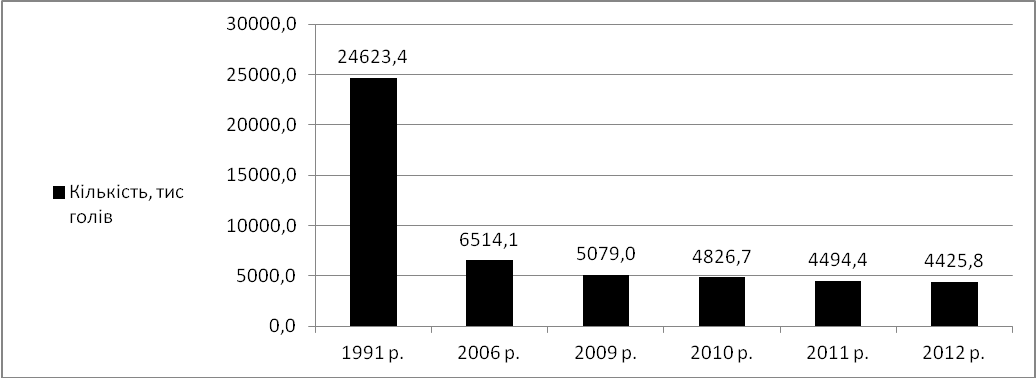 30000,0
25000,0
20000,0
15000,0
10000,0
5000,0
0,0
24623,4
6514,1
5079,0
4826,7
4494,4
4425,8
1991 р.
2006 р.
2009 р.
2010 р.
2011 р.
2012 р.
Кількість, тис
голів